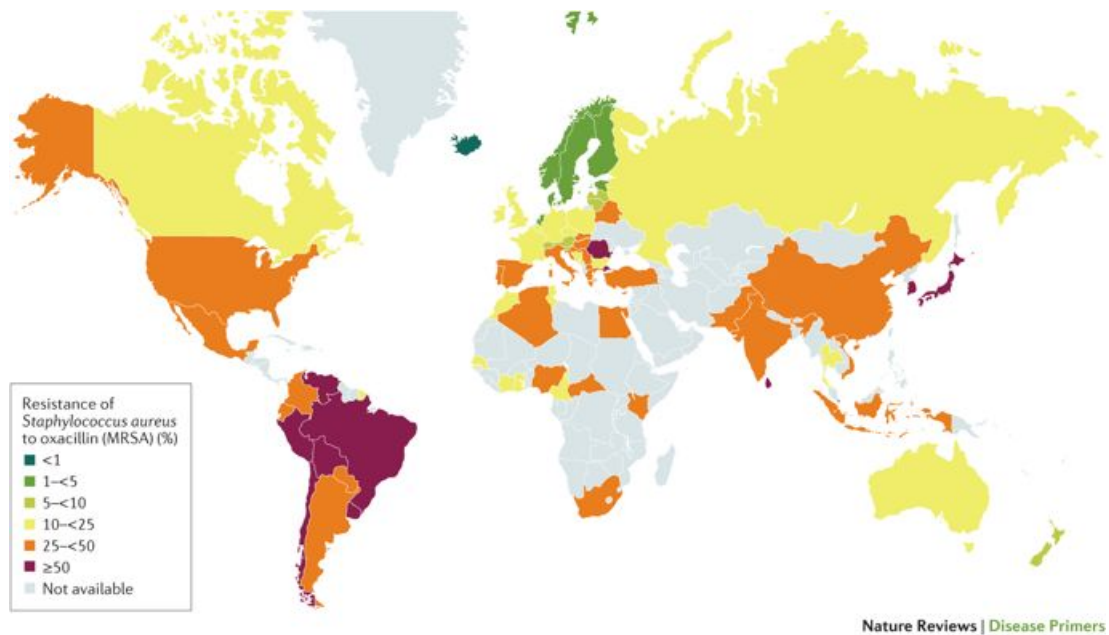 Resistance of
Staphylococcus aureus
to oxacillin (MRSA) (%)
<1
1–<5
5–<10
10–<25
25–<50
≥50
Not available
Nature Reviews | Disease Primers